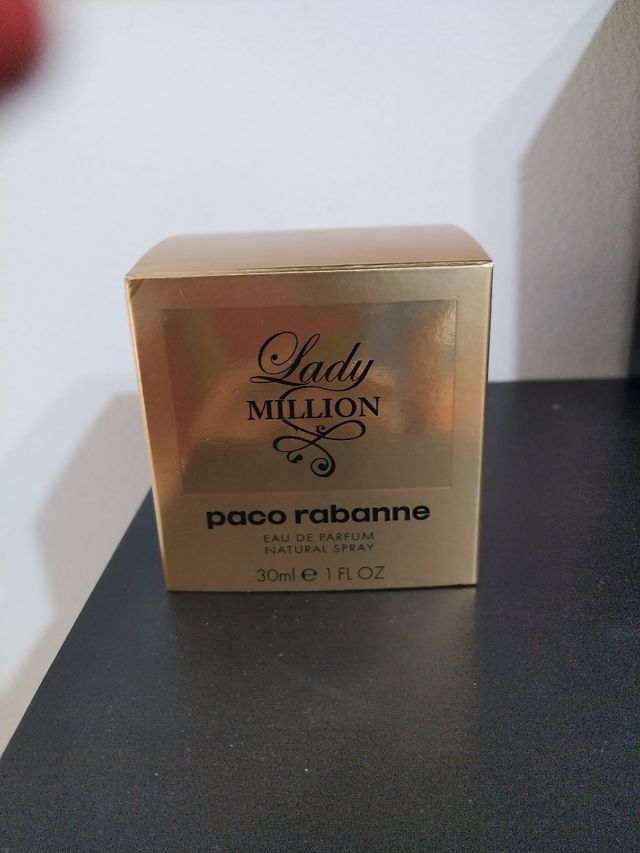 Lady
MILLION
paco rabanne
EAU DE PARFUM
NATURAL SPRAY
30ml ℮ 1 FL OZ